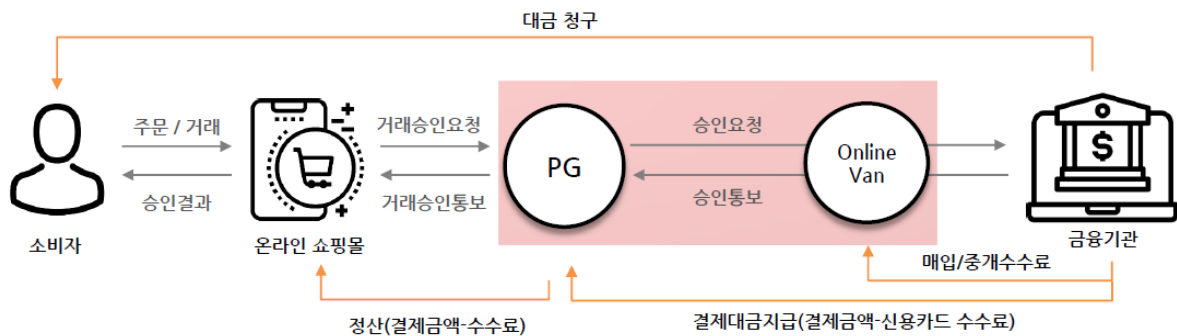 대금 청구
주문 / 거래
거래승인요청
승인요청
PG
Online
Van
$
승인결과
거래승인통보
승인통보
소비자
온라인 쇼핑몰
금융기관
매입/중개수수료
정산(결제금액-수수료)
결제대금지급(결제금액-신용카드 수수료)